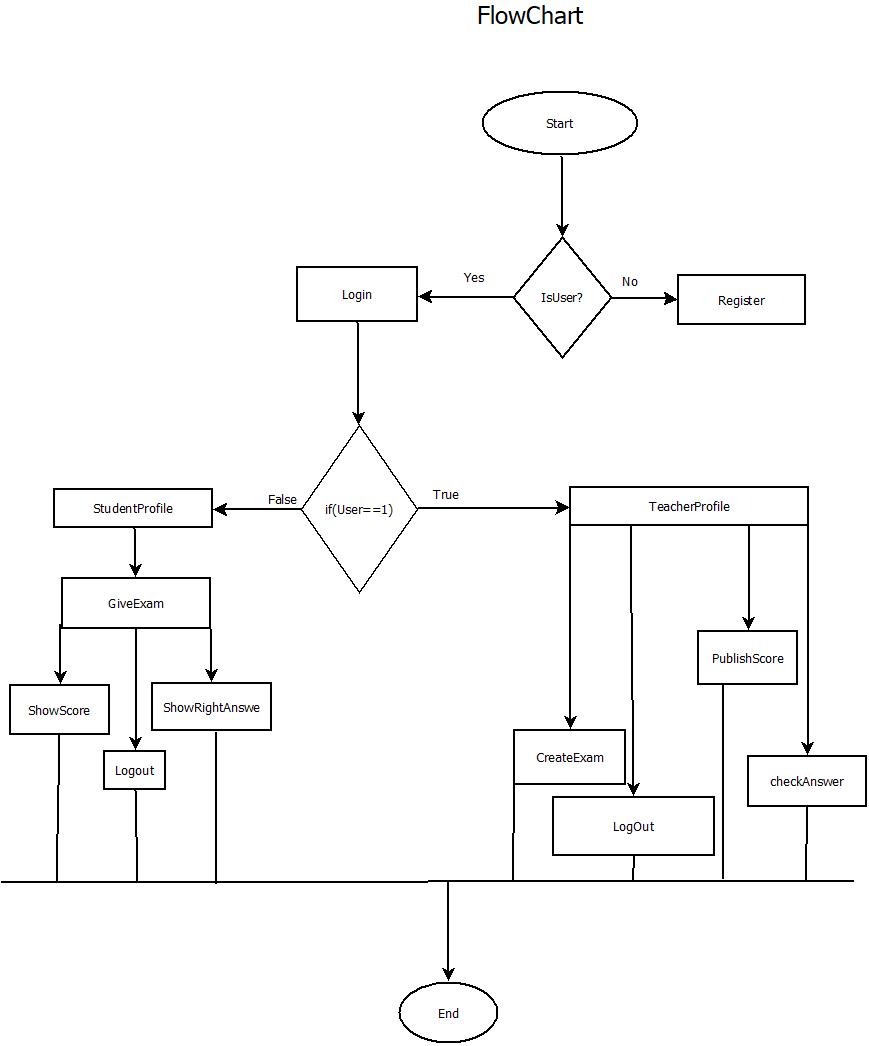 FlowChart
Start
Yes
No
Login
IsUser?
Register
False
True
StudentProfile
if(User==1)
TeacherProfile
GiveExam
PublishScore
ShowScore
ShowRightAnswe
CreateExam
Logout
checkAnswer
LogOut
End